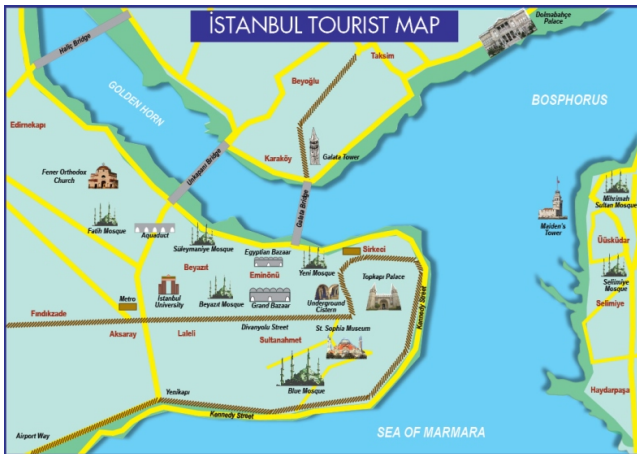 İSTANBUL TOURIST MAP
Dolmabahçe
Palace
Haliç Bridge
Taksim
Beyoğlu
GOLDEN HORN
BOSPHORUS
Edirnekapı
Unkapanı Bridge
Karaköy
Galata Tower
Fener Orthodox
Church
Galata Bridge
Mihrimah
Sultan Mosque
Maiden's
Tower
Fatih Mosque
Aquaduct
Süleymaniye Mosque
Egyptian Bazaar
Yeni Mosque
Sirkeci
Üüsküdar
Beyazıt
Eminönü
Topkapı Palace
Selimiye
Mosque
Selimiye
Metro
İstanbul
University
Beyazıt Mosque
Grand Bazaar
Underground
Cistern
Kennedy Street
Fındıkzade
Divanyolu Street
St. Sophia Museum
Aksaray
Laleli
Sultanahmet
Blue Mosque
Haydarpaşa
Yenikapı
Kennedy Street
Airport Way
SEA OF MARMARA